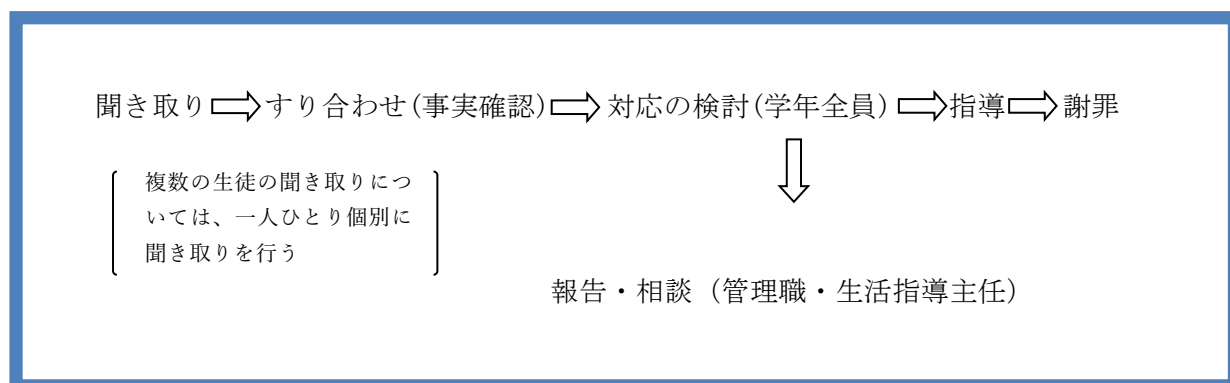 聞き取り すり合わせ(事実確認) 対応の検討(学年全員) 指導 謝罪
複数の生徒の聞き取りにつ
いては、一人ひとり個別に
聞き取りを行う
報告・相談（管理職・生活指導主任）